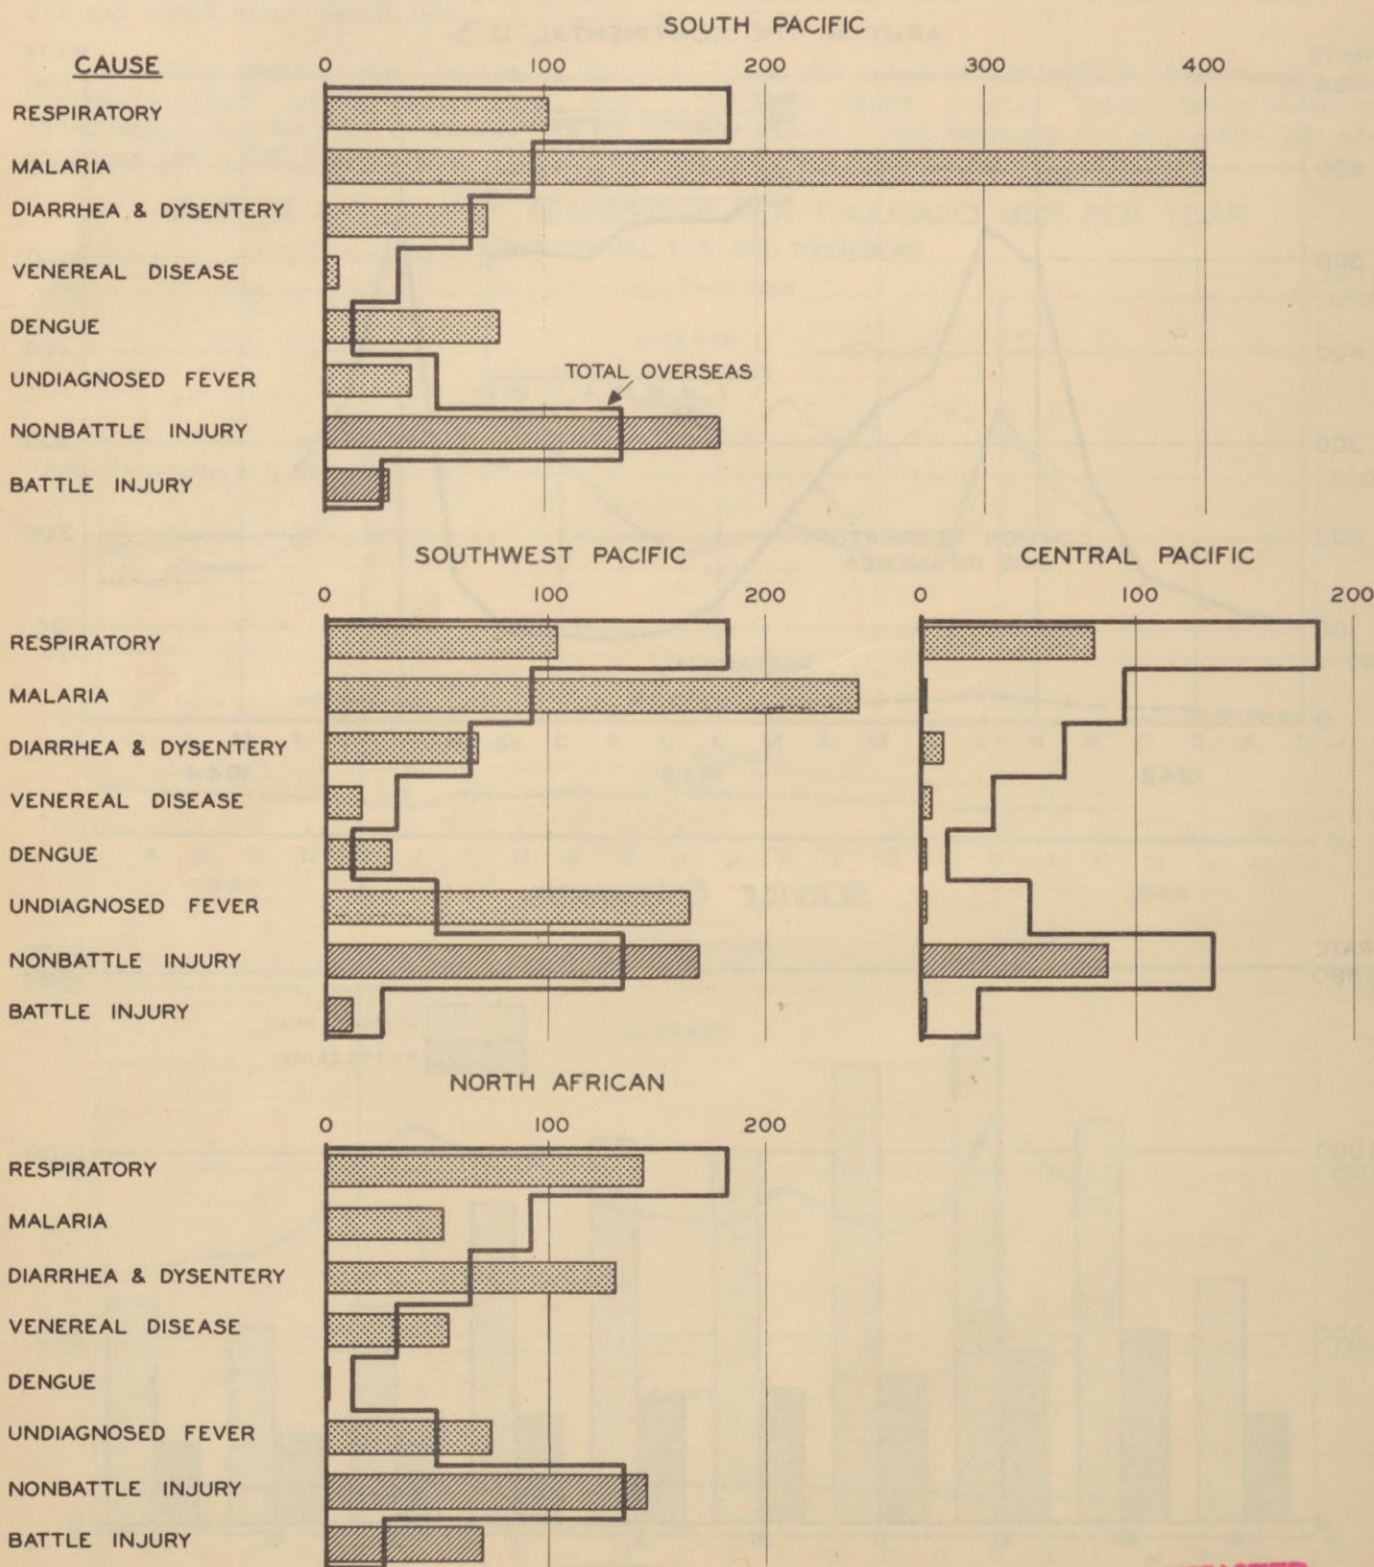 SOUTH PACIFIC
CAUSE 0 100 200 300 400
RESPIRATORY
MALARIA
DIARRHEA & DYSENTERY
VENEREAL DISEASE
DENGUE
UNDIAGNOSED FEVER
TOTAL OVERSEAS
NONBATTLE INJURY
BATTLE INJURY
SOUTHWEST PACIFIC CENTRAL PACIFIC
0 100 200 0 100 200
RESPIRATORY
MALARIA
DIARRHEA & DYSENTERY
VENEREAL DISEASE
DENGUE
UNDIAGNOSED FEVER
NONBATTLE INJURY
BATTLE INJURY
NORTH AFRICAN
0 100 200
RESPIRATORY
MALARIA
DIARRHEA & DYSENTERY
VENEREAL DISEASE
DENGUE
UNDIAGNOSED FEVER
NONBATTLE INJURY
BATTLE INJURY